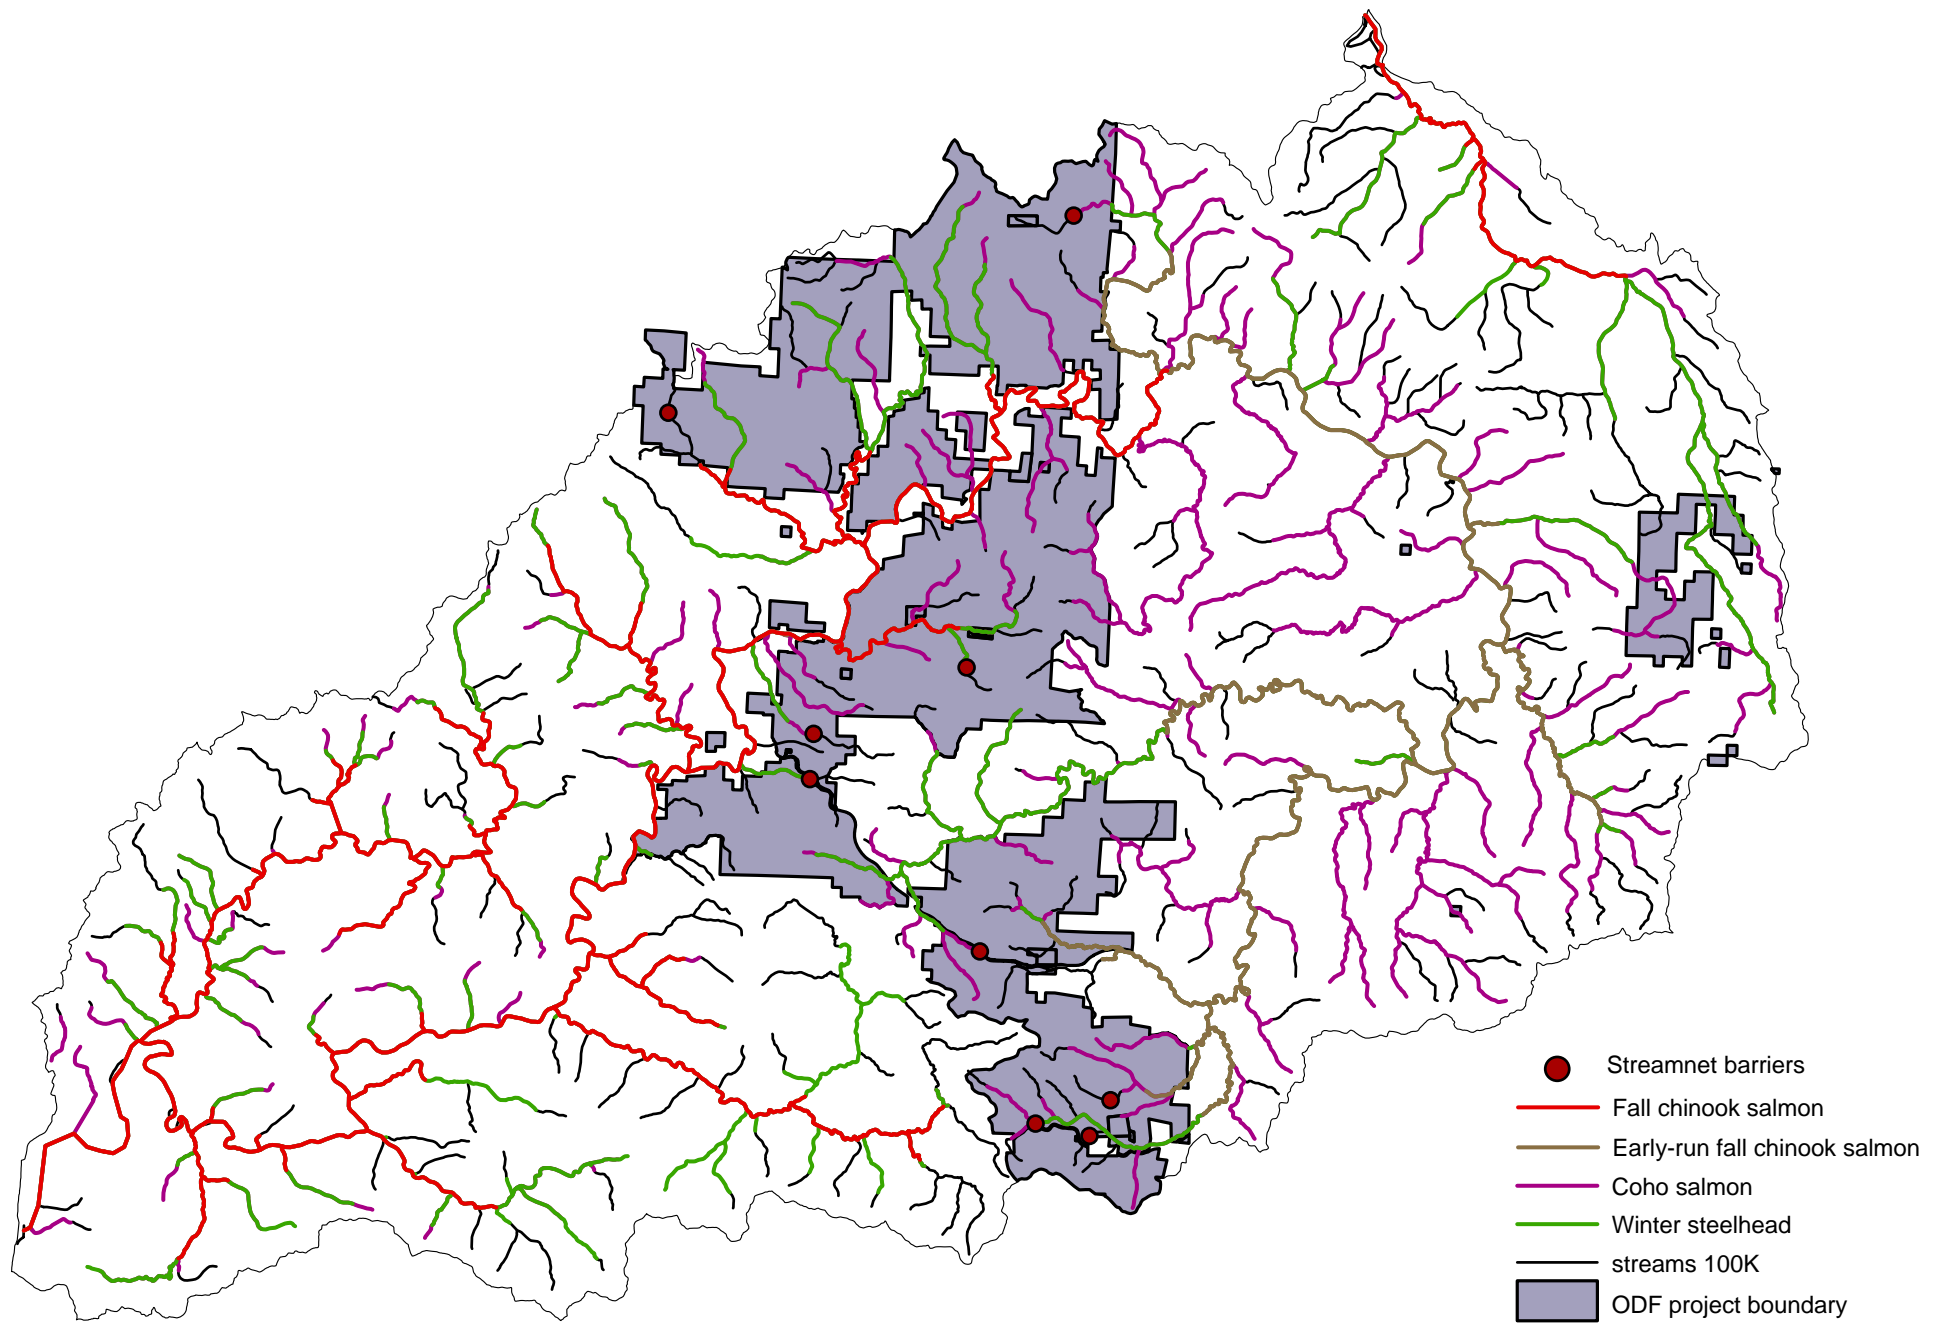 Streamnet barriers
Fall chinook salmon
Early-run fall chinook salmon
Coho salmon
Winter steelhead
streams 100K
ODF project boundary